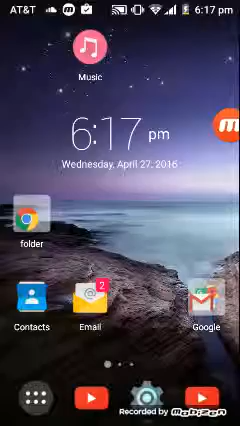 AT&T 6:17 pm
Music
6:17 pm
Wednesday, April 27, 2016
folder
2
Contacts
Email
Google
Recorded by Mobizen